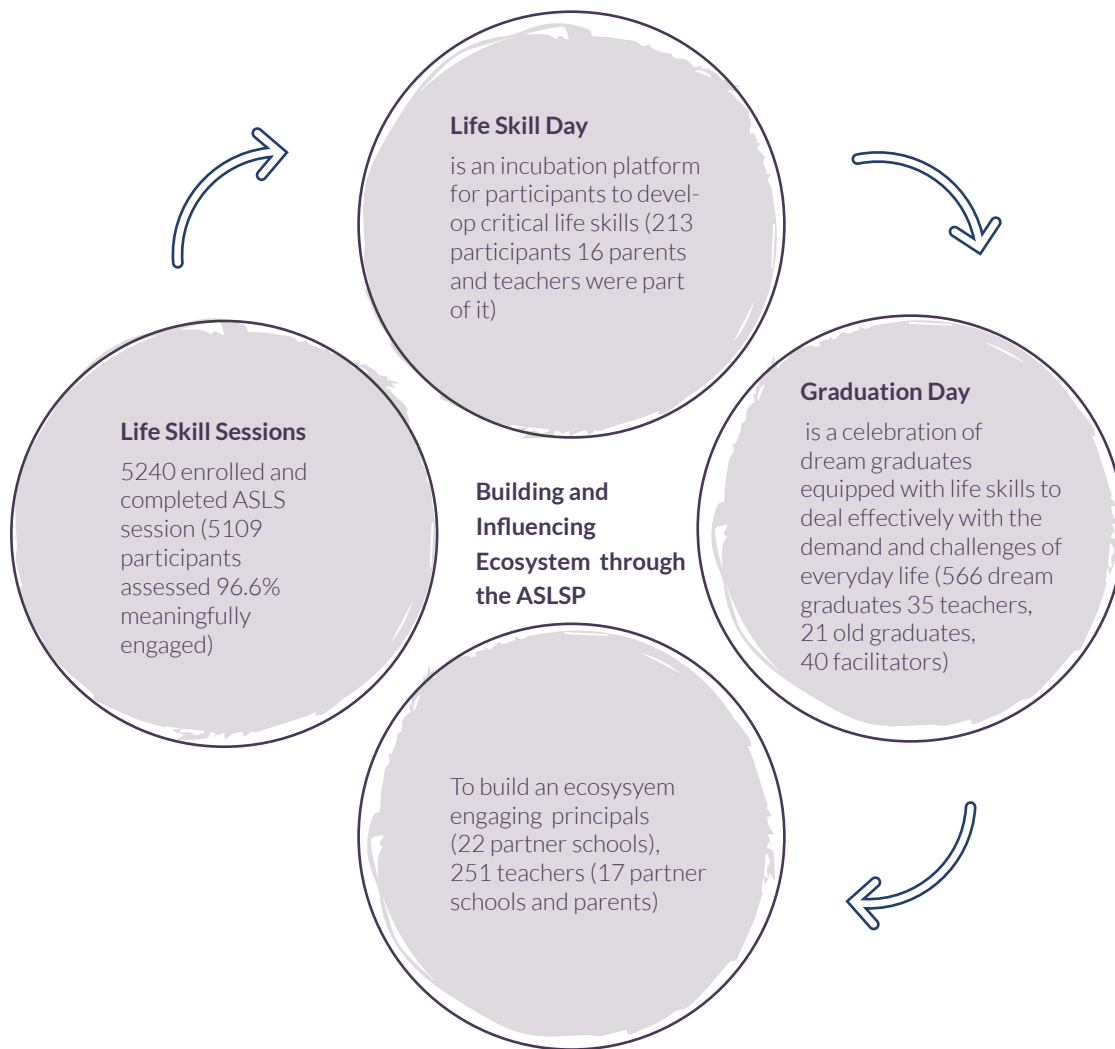 Life Skill Day
is an incubation platform
for participants to devel-
op critical life skills (213
participants 16 parents
and teachers were part
of it)
Life Skill Sessions
5240 enrolled and
completed ASLS
session (5109
participants
assessed 96.6%
meaningfully
engaged)
Building and
Influencing
Ecosystem through
the ASLSP
Graduation Day
is a celebration of
dream graduates
equipped with life skills to
deal effectively with the
demand and challenges of
everyday life (566 dream
graduates 35 teachers,
21 old graduates,
40 facilitators)
To build an ecosysyem
engaging principals
(22 partner schools),
251 teachers (17 partner
schools and parents)